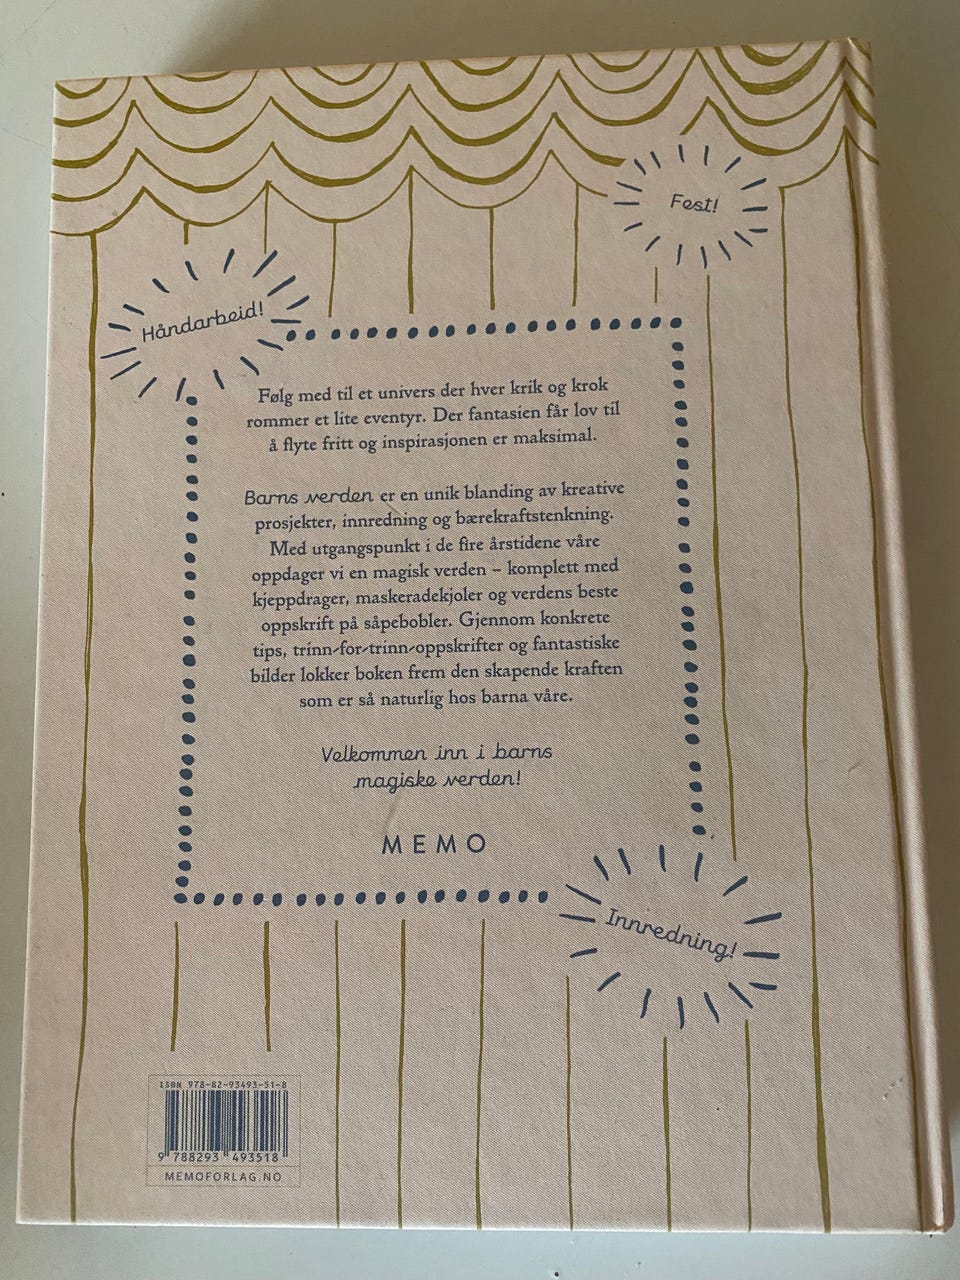 Fest!
Håndarbeid!
Følg med til et univers der hver krik og krok
rommer et lite eventyr. Der fantasien får lov til
å flyte fritt og inspirasjonen er maksimal.
Barns verden er en unik blanding av kreative
prosjekter, innredning og bærekraftstenkning.
Med utgangspunkt i de fire årstidene våre
oppdager vi en magisk verden – komplett med
kjeppdrager, maskeradekjoler og verdens beste
oppskrift på såpebobler. Gjennom konkrete
tips, trinn-for-trinn-oppskrifter og fantastiske
bilder lokker boken frem den skapende kraften
som er så naturlig hos barna våre.
Velkommen inn i barns
magiske verden!
MEMO
Innredning!
ISBN 978-82-93493-51-8
9 788293 493518
MEMOFORLAG.NO